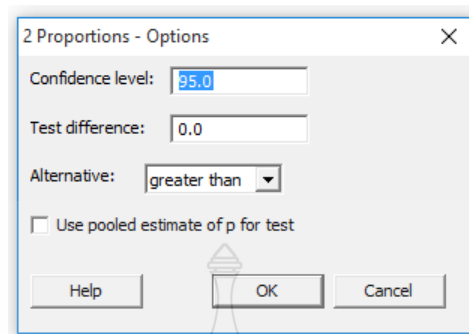 2 Proportions - Options
Confidence level: 95.0
Test difference: 0.0
Alternative: greater than
Use pooled estimate of p for test
Help OK Cancel